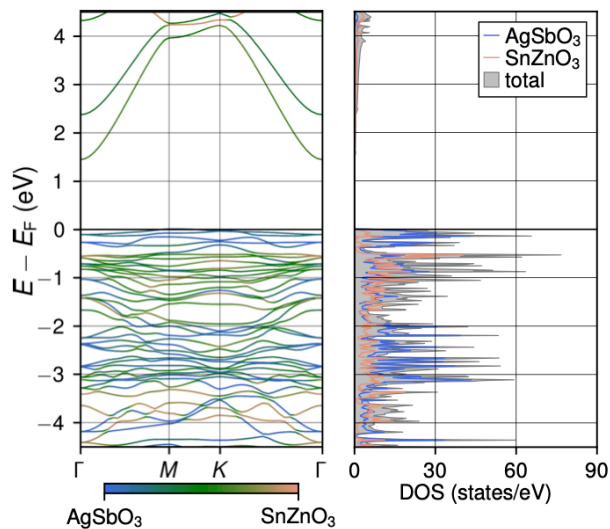 4
3
2
1
0
−1
−2
−3
−4
E − E_F (eV)
Γ M K Γ
AgSbO₃ SnZnO₃
AgSbO₃
SnZnO₃
total
0 30 60 90
DOS (states/eV)